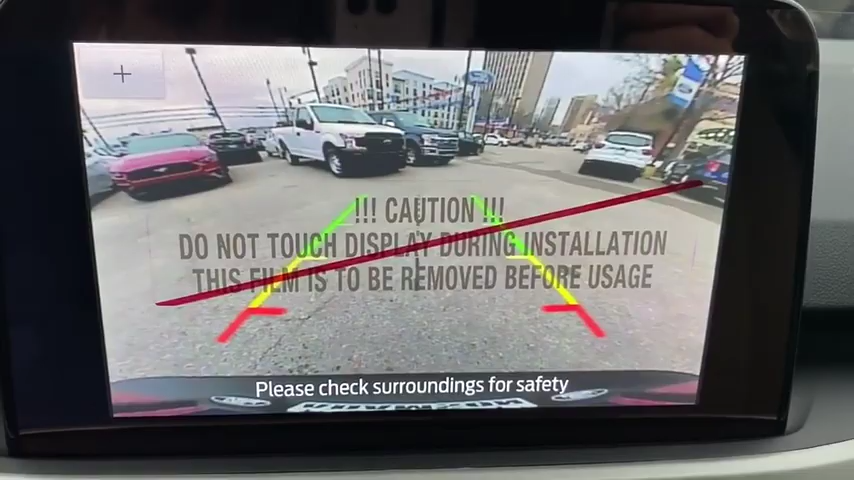 !!! CAUTION !!!
DO NOT TOUCH DISPLAY DURING INSTALLATION
THIS FILM IS TO BE REMOVED BEFORE USAGE
Please check surroundings for safety